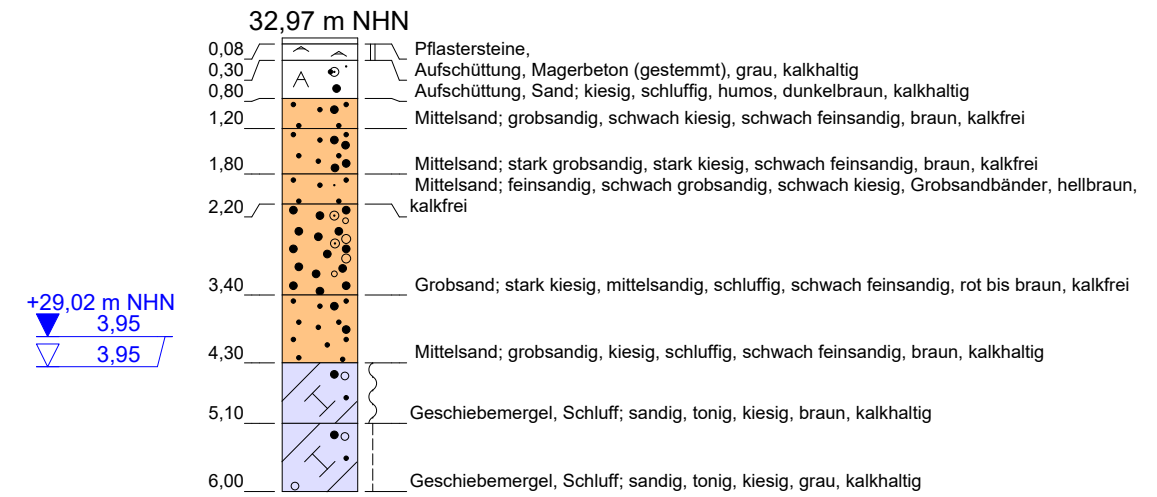 32,97 m NHN
0,08 Pflastersteine,
0,30 Aufschüttung, Magerbeton (gestemmt), grau, kalkhaltig
0,80 Aufschüttung, Sand; kiesig, schluffig, humos, dunkelbraun, kalkhaltig
1,20 Mittelsand; grobsandig, schwach kiesig, schwach feinsandig, braun, kalkfrei
1,80 Mittelsand; stark grobsandig, stark kiesig, schwach feinsandig, braun, kalkfrei
Mittelsand; feinsandig, schwach grobsandig, schwach kiesig, Grobsandbänder, hellbraun,
2,20 kalkfrei
3,40 Grobsand; stark kiesig, mittelsandig, schluffig, schwach feinsandig, rot bis braun, kalkfrei
+29,02 m NHN
3,95
3,95
4,30 Mittelsand; grobsandig, kiesig, schluffig, schwach feinsandig, braun, kalkhaltig
5,10 Geschiebemergel, Schluff; sandig, tonig, kiesig, braun, kalkhaltig
6,00 Geschiebemergel, Schluff; sandig, tonig, kiesig, grau, kalkhaltig
A